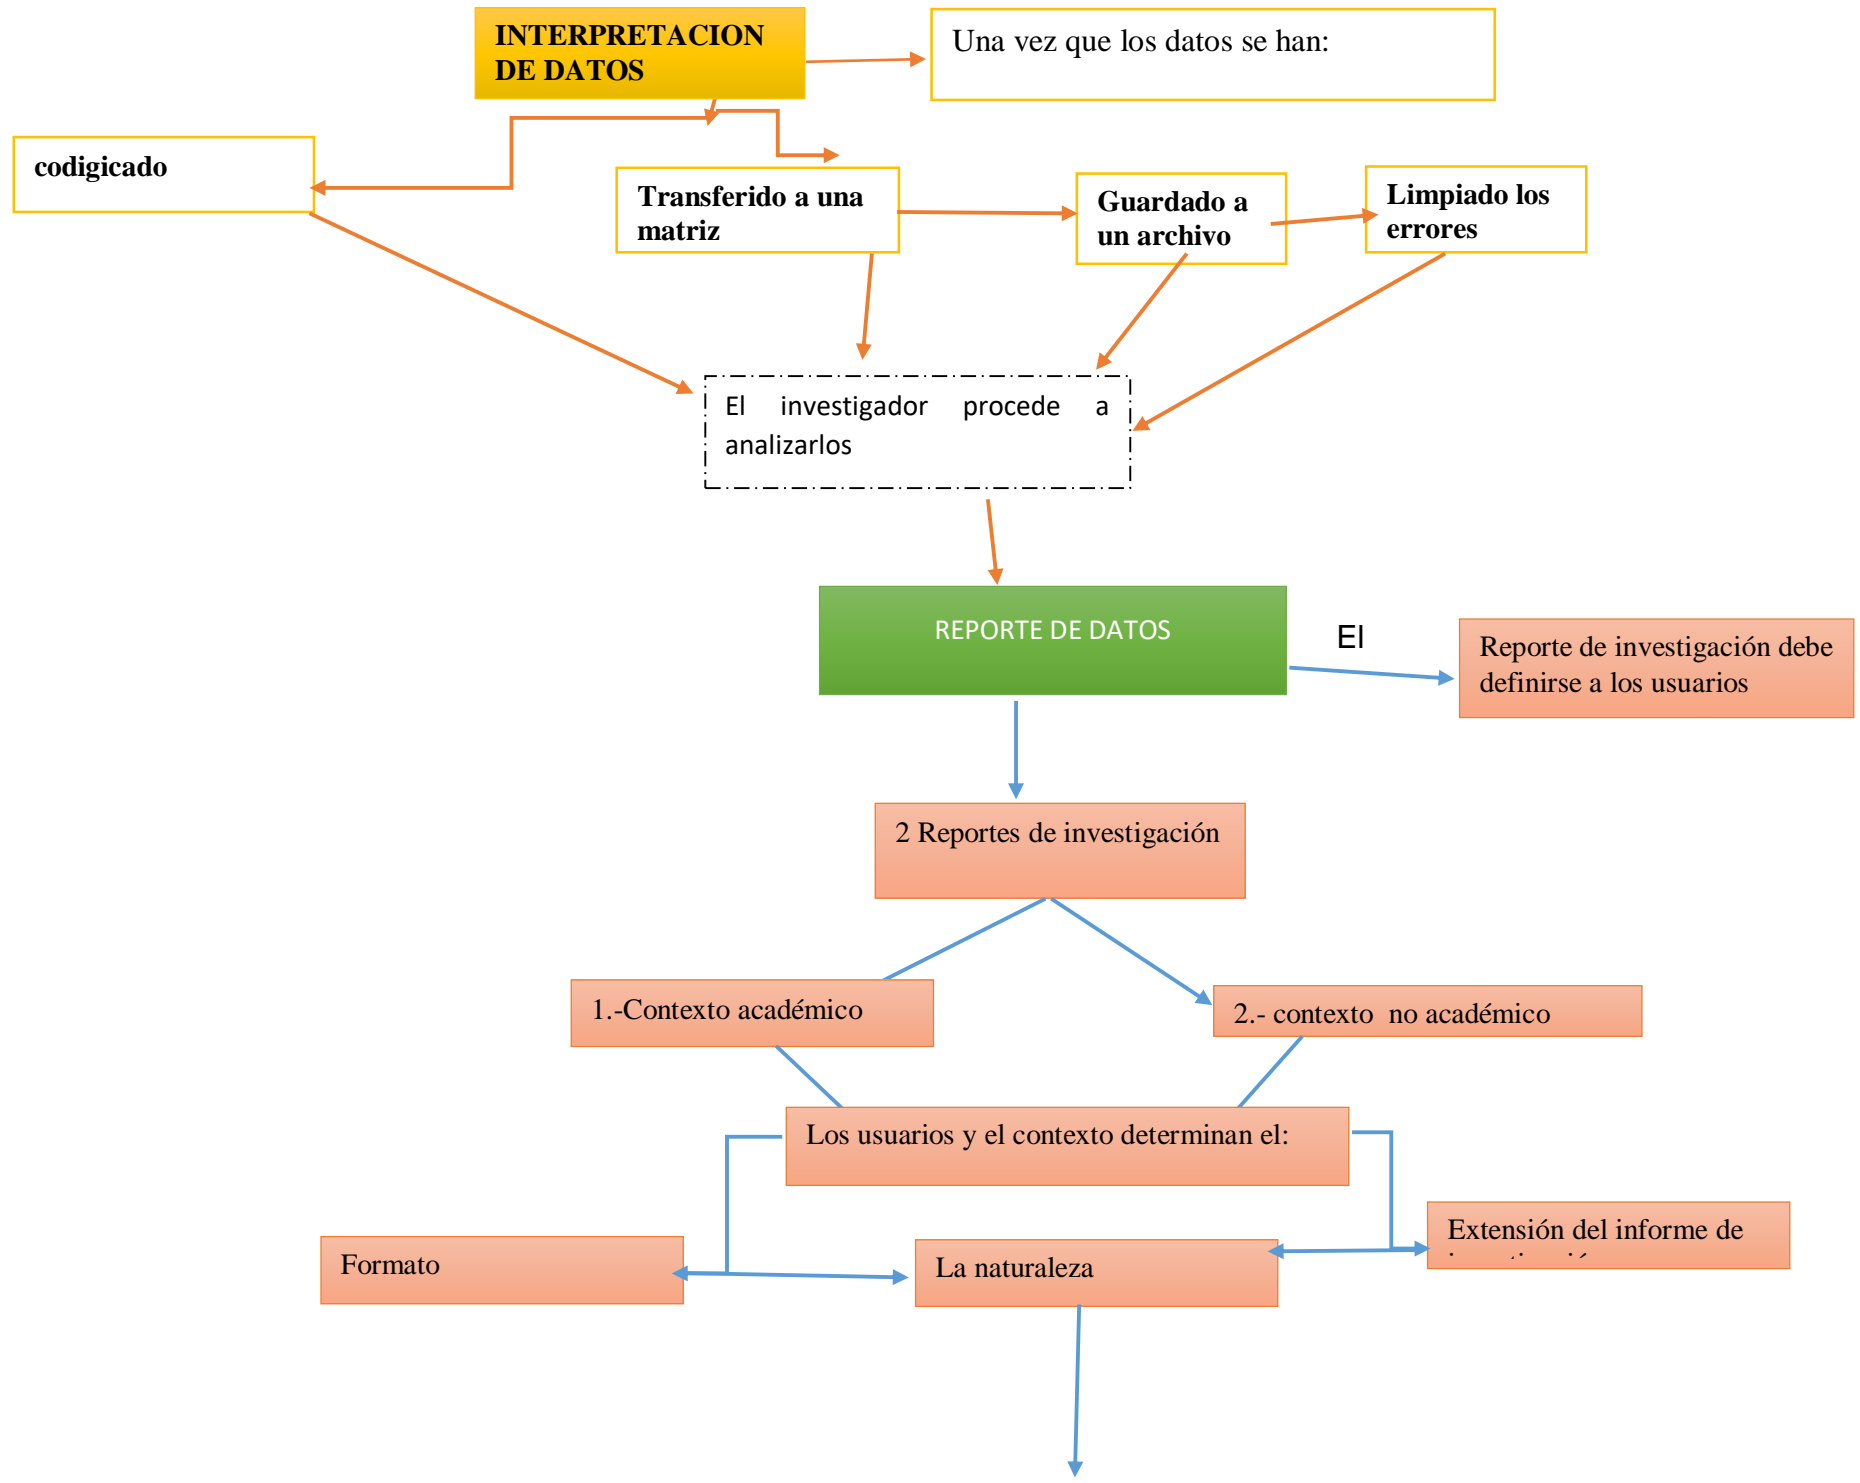 INTERPRETACION
DE DATOS
Una vez que los datos se han:
codigicado
Transferido a una
matriz
Guardado a
un archivo
Limpiado los
errores
El investigador procede a
analizarlos
REPORTE DE DATOS
El
Reporte de investigación debe
definirse a los usuarios
2 Reportes de investigación
1.-Contexto académico
2.- contexto no académico
Los usuarios y el contexto determinan el:
Formato
La naturaleza
Extensión del informe de